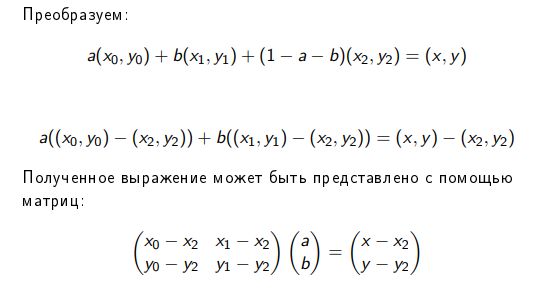 Преобразуем:
a(x₀, y₀) + b(x₁, y₁) + (1 − a − b)(x₂, y₂) = (x, y)
a((x₀, y₀) − (x₂, y₂)) + b((x₁, y₁) − (x₂, y₂)) = (x, y) − (x₂, y₂)
Полученное выражение может быть представлено с помощью
матриц:
(x₀ − x₂ x₁ − x₂) (a) = (x − x₂)
(y₀ − y₂ y₁ − y₂) (b) = (y − y₂)